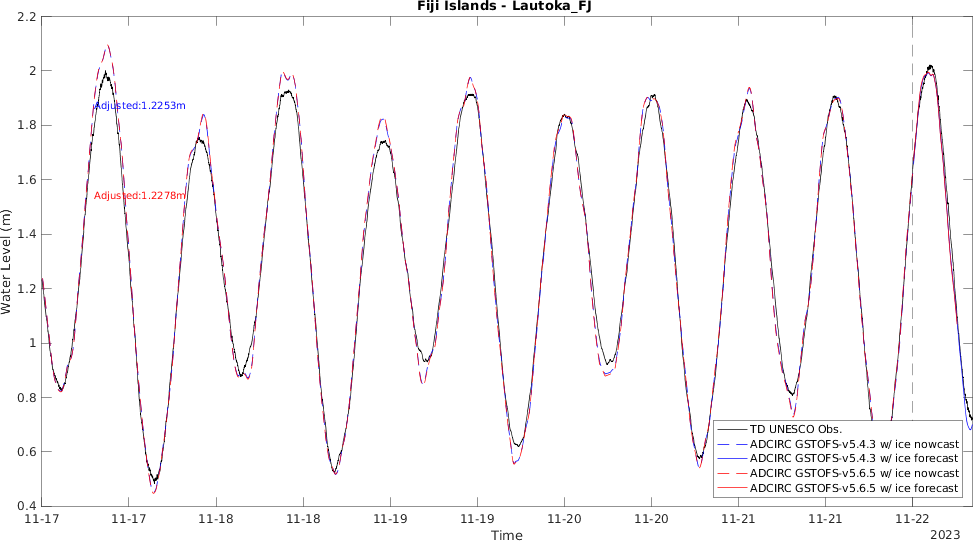 Fiji Islands - Lautoka_FJ
2.2
2
1.8
1.6
1.4
1.2
1
0.8
0.6
0.4
Water Level (m)
Adjusted:1.2253m
Adjusted:1.2278m
TD UNESCO Obs.
ADCIRC GSTOFS-v5.4.3 w/ ice nowcast
ADCIRC GSTOFS-v5.4.3 w/ ice forecast
ADCIRC GSTOFS-v5.6.5 w/ ice nowcast
ADCIRC GSTOFS-v5.6.5 w/ ice forecast
11-17 11-17 11-18 11-18 11-19 11-19 11-20 11-20 11-21 11-21 11-22
Time
2023